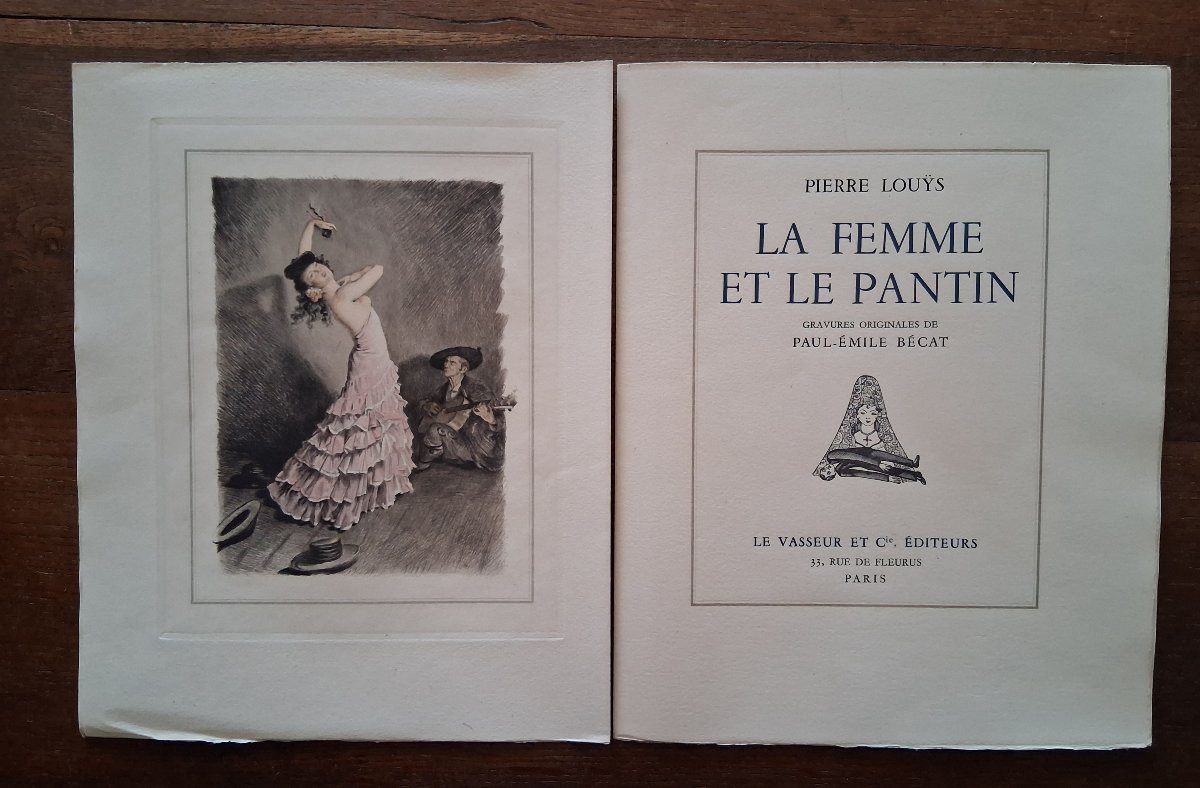 PIERRE LOUŸS
LA FEMME
ET LE PANTIN
GRAVURES ORIGINALES DE
PAUL-ÉMILE BÉCAT
LE VASSEUR ET Cie, ÉDITEURS
33, RUE DE FLEURUS
PARIS